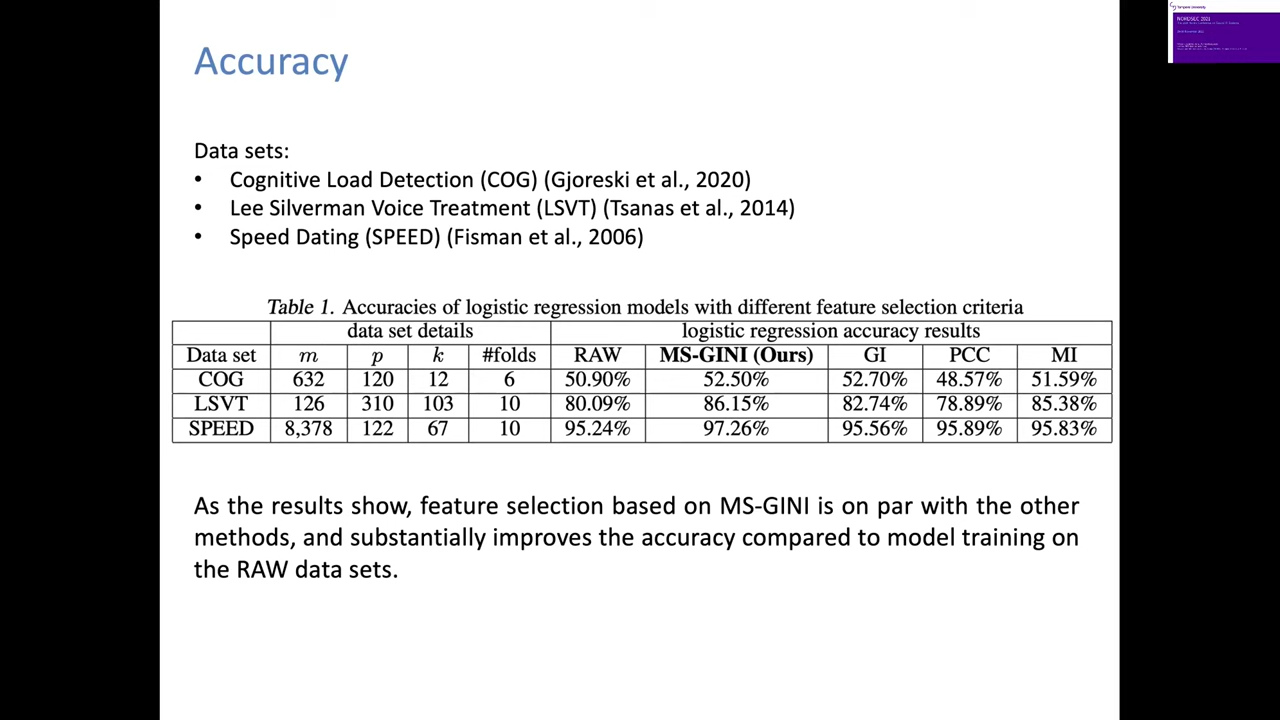 Tampere University
NORDSEC 2021
Accuracy
Data sets:
• Cognitive Load Detection (COG) (Gjoreski et al., 2020)
• Lee Silverman Voice Treatment (LSVT) (Tsanas et al., 2014)
• Speed Dating (SPEED) (Fisman et al., 2006)
Table 1. Accuracies of logistic regression models with different feature selection criteria
data set details logistic regression accuracy results
Data set m p k #folds RAW MS-GINI (Ours) GI PCC MI
COG 632 120 12 6 50.90% 52.50% 52.70% 48.57% 51.59%
LSVT 126 310 103 10 80.09% 86.15% 82.74% 78.89% 85.38%
SPEED 8,378 122 67 10 95.24% 97.26% 95.56% 95.89% 95.83%
As the results show, feature selection based on MS-GINI is on par with the other
methods, and substantially improves the accuracy compared to model training on
the RAW data sets.